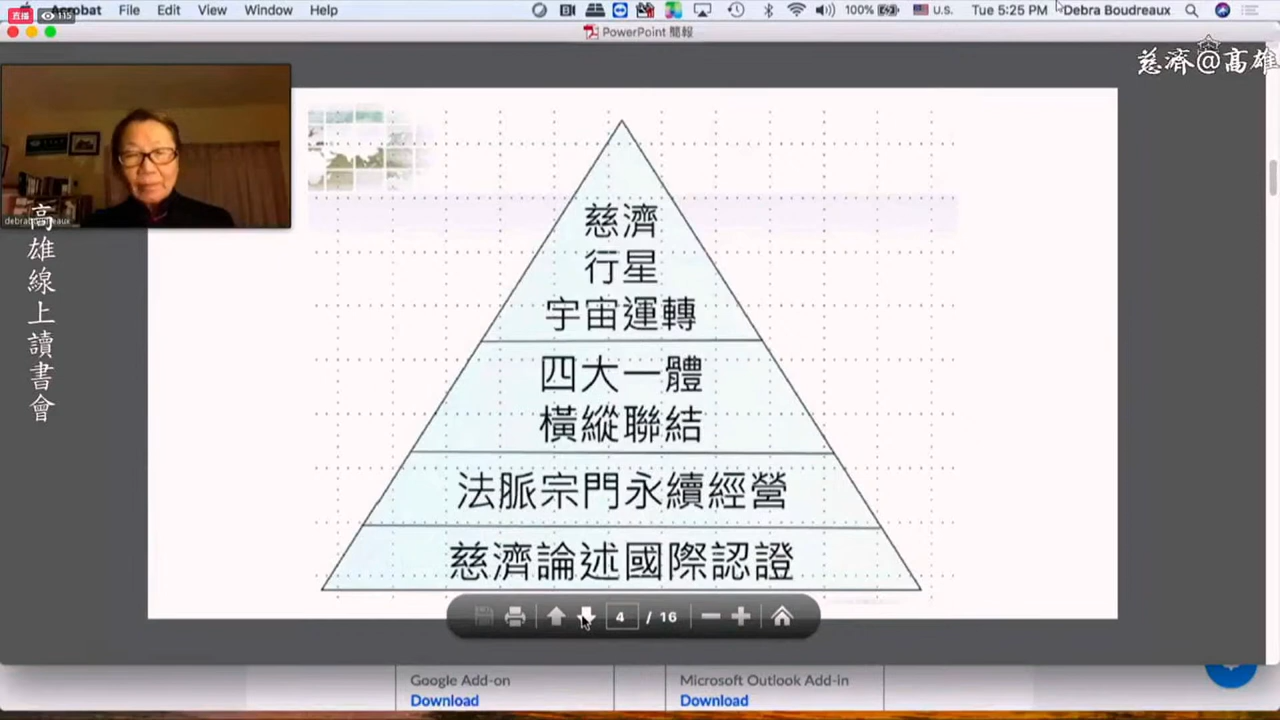 直播 115 Acrobat File Edit View Window Help 100% U.S. Tue 5:25 PM Debra Boudreaux
PowerPoint 簡報
慈濟@高雄
高雄線上讀書會
慈濟
行星
宇宙運轉
四大一體
橫縱聯結
法脈宗門永續經營
慈濟論述國際認證
4 / 16
Google Add-on
Download
Microsoft Outlook Add-in
Download